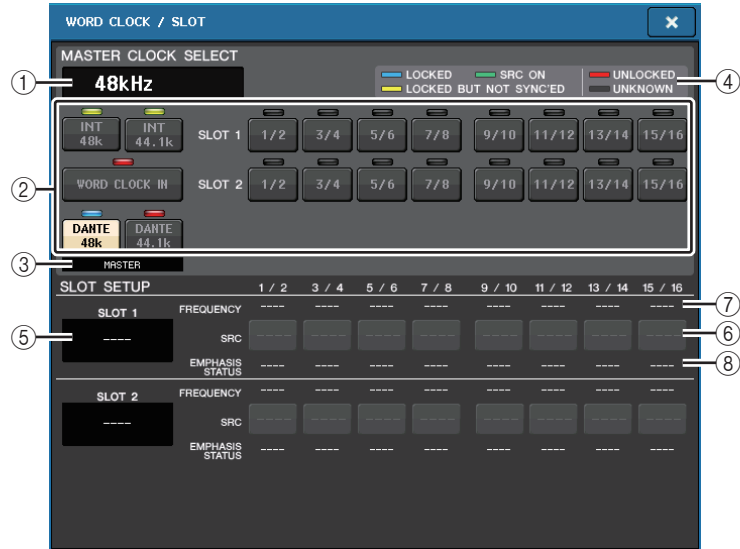 WORD CLOCK / SLOT ×
MASTER CLOCK SELECT
① 48kHz LOCKED SRC ON UNLOCKED ④
LOCKED BUT NOT SYNC'ED UNKNOWN
INT 48k INT 44.1k SLOT 1 1/2 3/4 5/6 7/8 9/10 11/12 13/14 15/16
② WORD CLOCK IN SLOT 2 1/2 3/4 5/6 7/8 9/10 11/12 13/14 15/16
DANTE 48k DANTE 44.1k
③ MASTER
SLOT SETUP 1 / 2 3 / 4 5 / 6 7 / 8 9 / 10 11 / 12 13 / 14 15 / 16
SLOT 1 FREQUENCY ---- ---- ---- ---- ---- ---- ---- ---- ⑦
⑤ ---- SRC ---- ---- ---- ---- ---- ---- ---- ---- ⑥
EMPHASIS STATUS ---- ---- ---- ---- ---- ---- ---- ---- ⑧
SLOT 2 FREQUENCY ---- ---- ---- ---- ---- ---- ---- ----
---- SRC ---- ---- ---- ---- ---- ---- ---- ----
EMPHASIS STATUS ---- ---- ---- ---- ---- ---- ---- ----